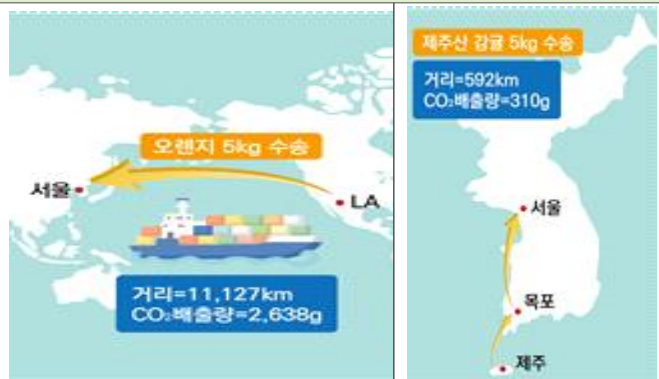 오렌지 5kg 수송
서울
LA
거리=11,127km
CO₂배출량=2,638g
제주산 감귤 5kg 수송
거리=592km
CO₂배출량=310g
서울
목포
제주